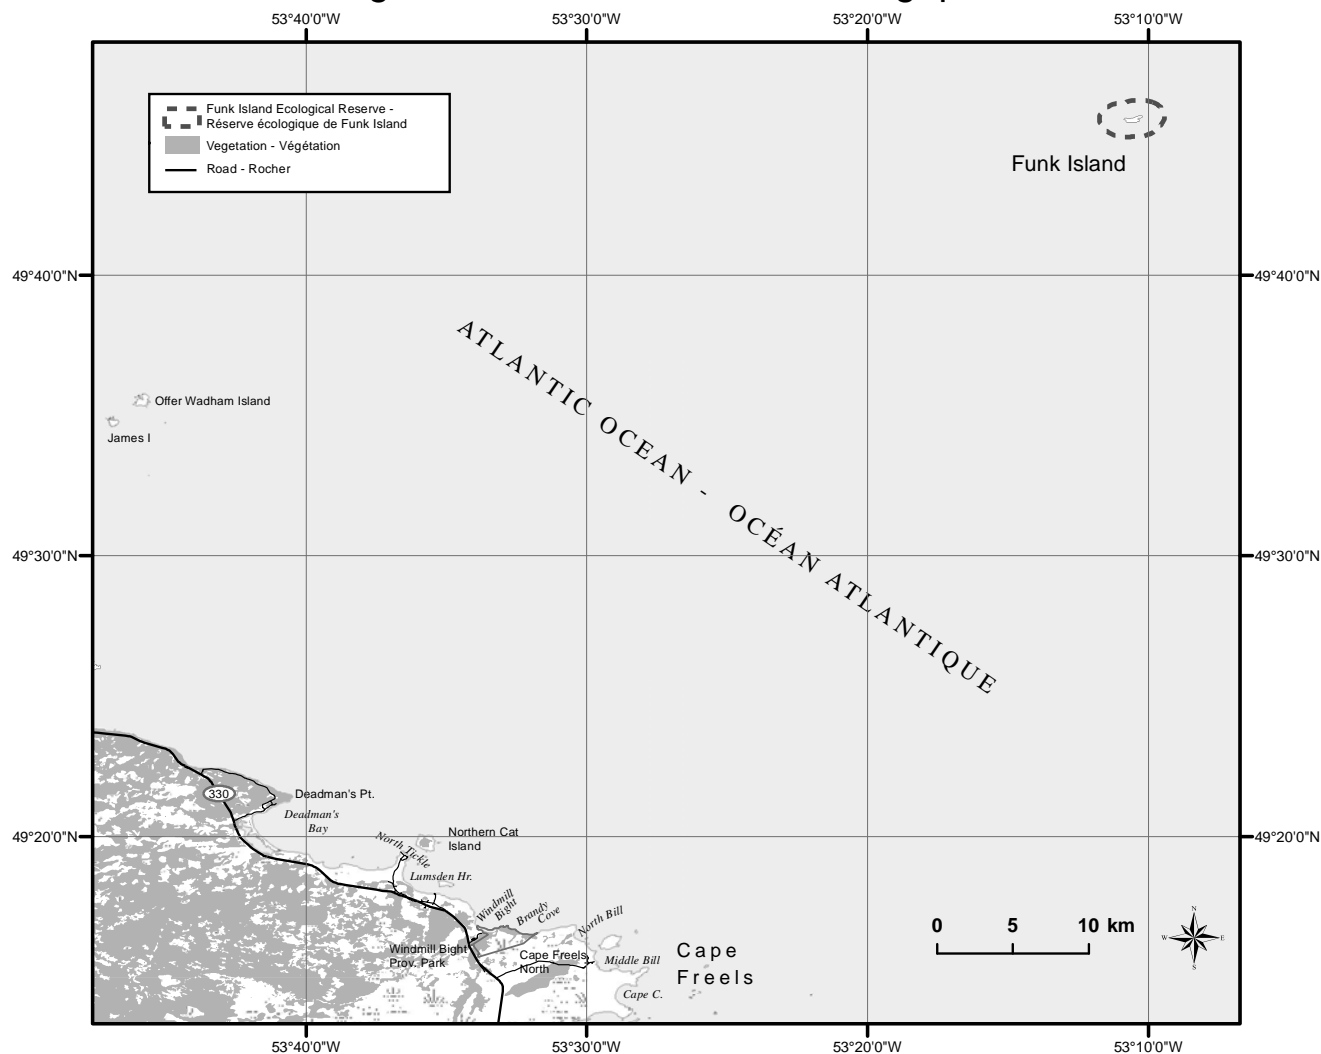 53°40'0"W 53°30'0"W 53°20'0"W 53°10'0"W
Funk Island Ecological Reserve -
Réserve écologique de Funk Island
Vegetation - Végétation
Road - Rocher
Funk Island
49°40'0"N 49°40'0"N
ATLANTIC OCEAN - OCÉAN ATLANTIQUE
Offer Wadham Island
James I
49°30'0"N 49°30'0"N
330
Deadman's Pt.
Deadman's
Bay
49°20'0"N 49°20'0"N
Northern Cat
Island
North Tickle
Lumsden Hr.
Windmill
Bight
Brandy
Cove
North Bill
Windmill Bight
Prov. Park
Cape Freels
North
Middle Bill
Cape C.
Cape
Freels
0 5 10 km
N
W E
S
53°40'0"W 53°30'0"W 53°20'0"W 53°10'0"W